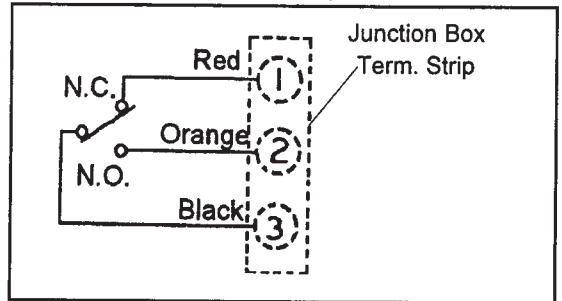 Junction Box
Term. Strip
Red
1
N.C.
Orange
2
N.O.
Black
3